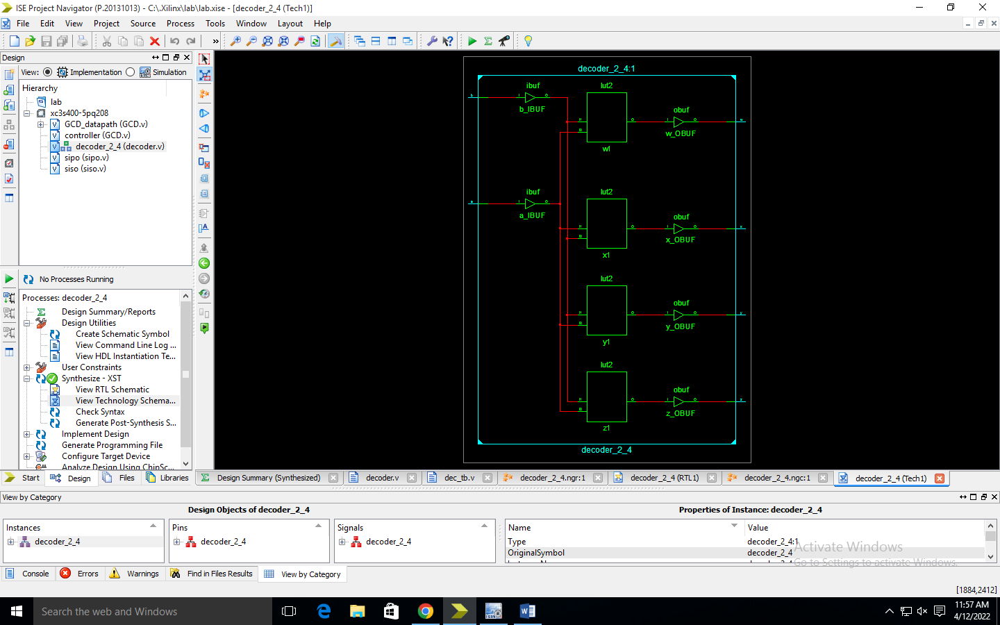 ISE Project Navigator (P.20131013) - C:\.Xilinx\lab\lab.xise - [decoder_2_4 (Tech1)]
File Edit View Project Source Process Tools Window Layout Help
Design
View: Implementation Simulation
Hierarchy
lab
xc3s400-5pq208
GCD_datapath (GCD.v)
controller (GCD.v)
decoder_2_4 (decoder.v)
sipo (sipo.v)
siso (siso.v)
No Processes Running
Processes: decoder_2_4
Design Summary/Reports
Design Utilities
Create Schematic Symbol
View Command Line Log ...
View HDL Instantiation Te...
User Constraints
Synthesize - XST
View RTL Schematic
View Technology Schema...
Check Syntax
Generate Post-Synthesis S...
Implement Design
Generate Programming File
Configure Target Device
Analyze Design Using ChipSc...
Start Design Files Libraries
decoder_2_4:1
ibuf lut2
b I O
b_IBUF
obuf
w_OBUF
w1
ibuf lut2
a I O
a_IBUF
obuf
x_OBUF
x1
lut2
obuf
y_OBUF
y1
lut2
obuf
z_OBUF
z1
decoder_2_4
Design Summary (Synthesized) decoder.v dec_tb.v decoder_2_4.ngr:1 decoder_2_4 (RTL1) decoder_2_4.ngc:1 decoder_2_4 (Tech1)
View by Category
Design Objects of decoder_2_4 Properties of Instance: decoder_2_4
Instances Pins Signals Name Value
decoder_2_4 decoder_2_4 decoder_2_4 Type decoder_2_4:1
OriginalSymbol decoder_2_4
Activate Windows
Go to Settings to activate Windows.
Console Errors Warnings Find in Files Results View by Category
[1884,2412]
Search the web and Windows
11:57 AM
4/12/2022